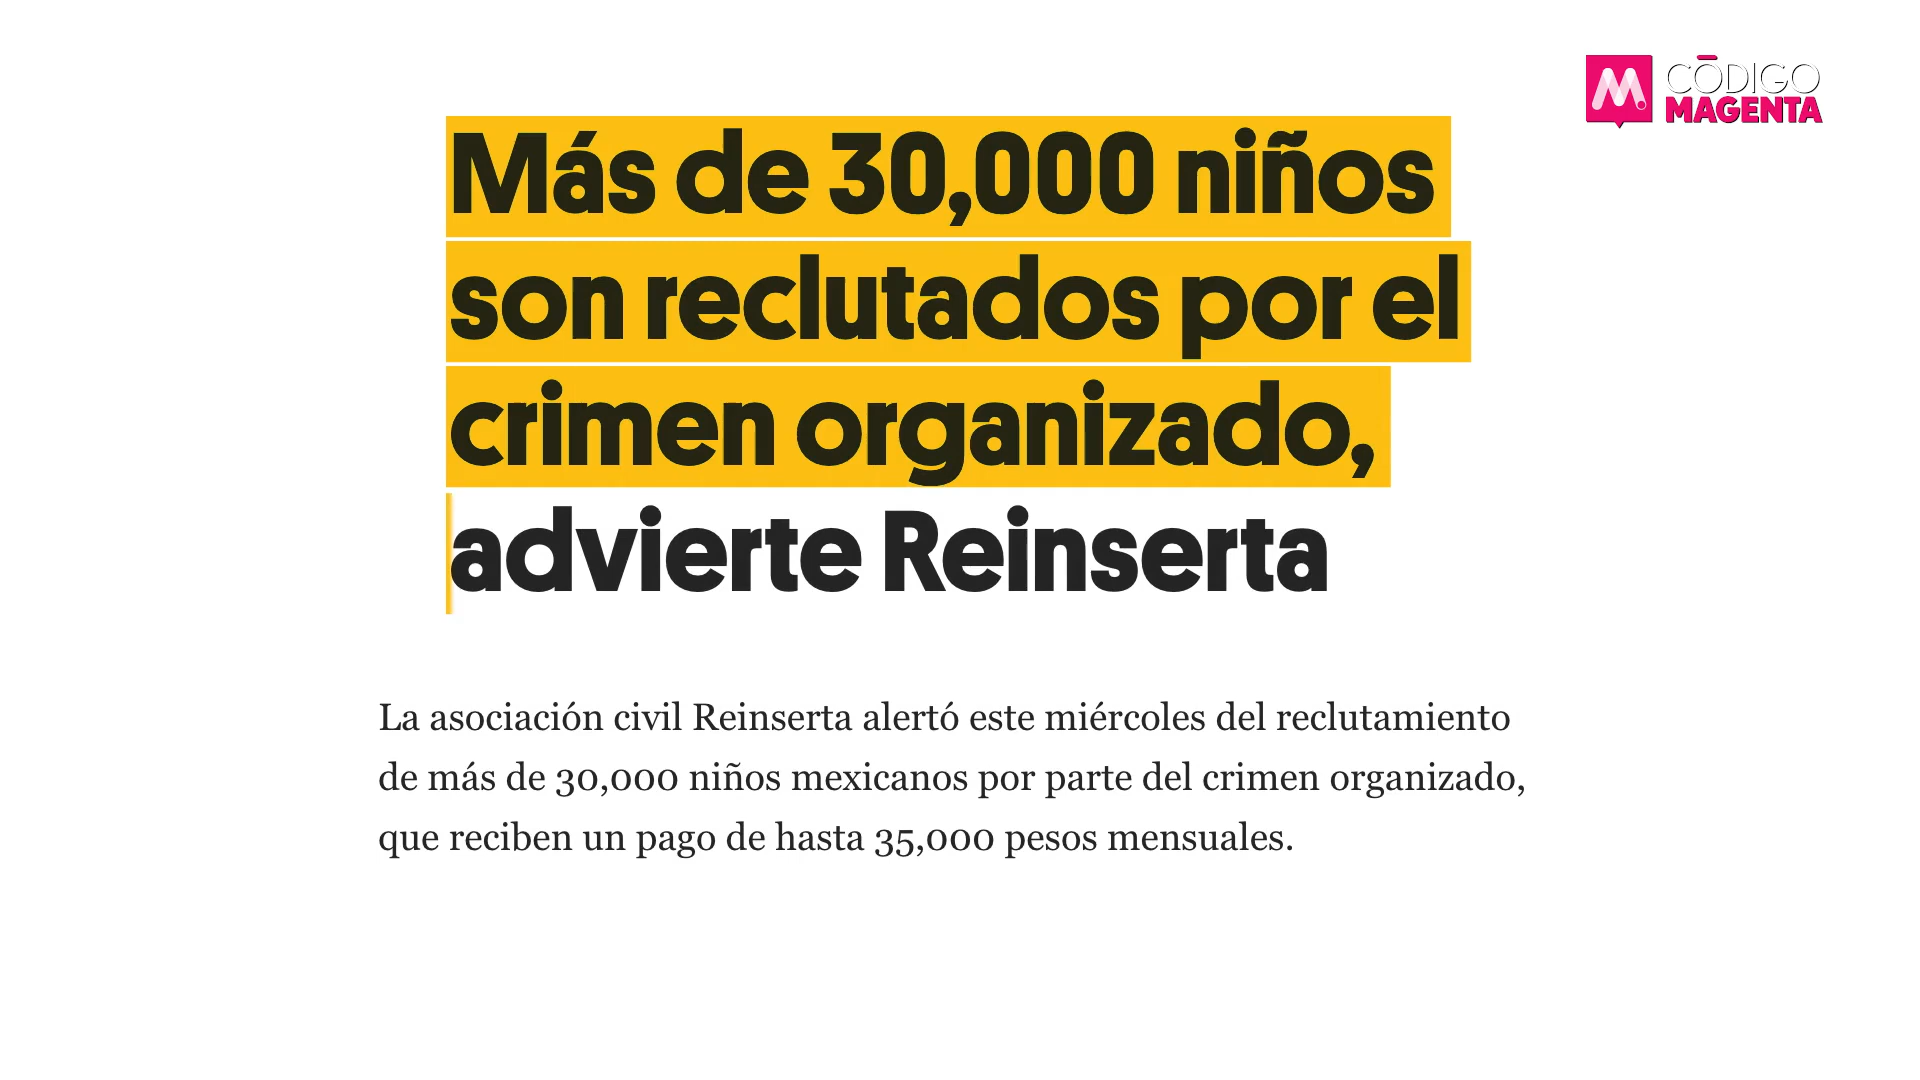 CÓDIGO
MAGENTA
Más de 30,000 niños
son reclutados por el
crimen organizado,
advierte Reinserta
La asociación civil Reinserta alertó este miércoles del reclutamiento
de más de 30,000 niños mexicanos por parte del crimen organizado,
que reciben un pago de hasta 35,000 pesos mensuales.